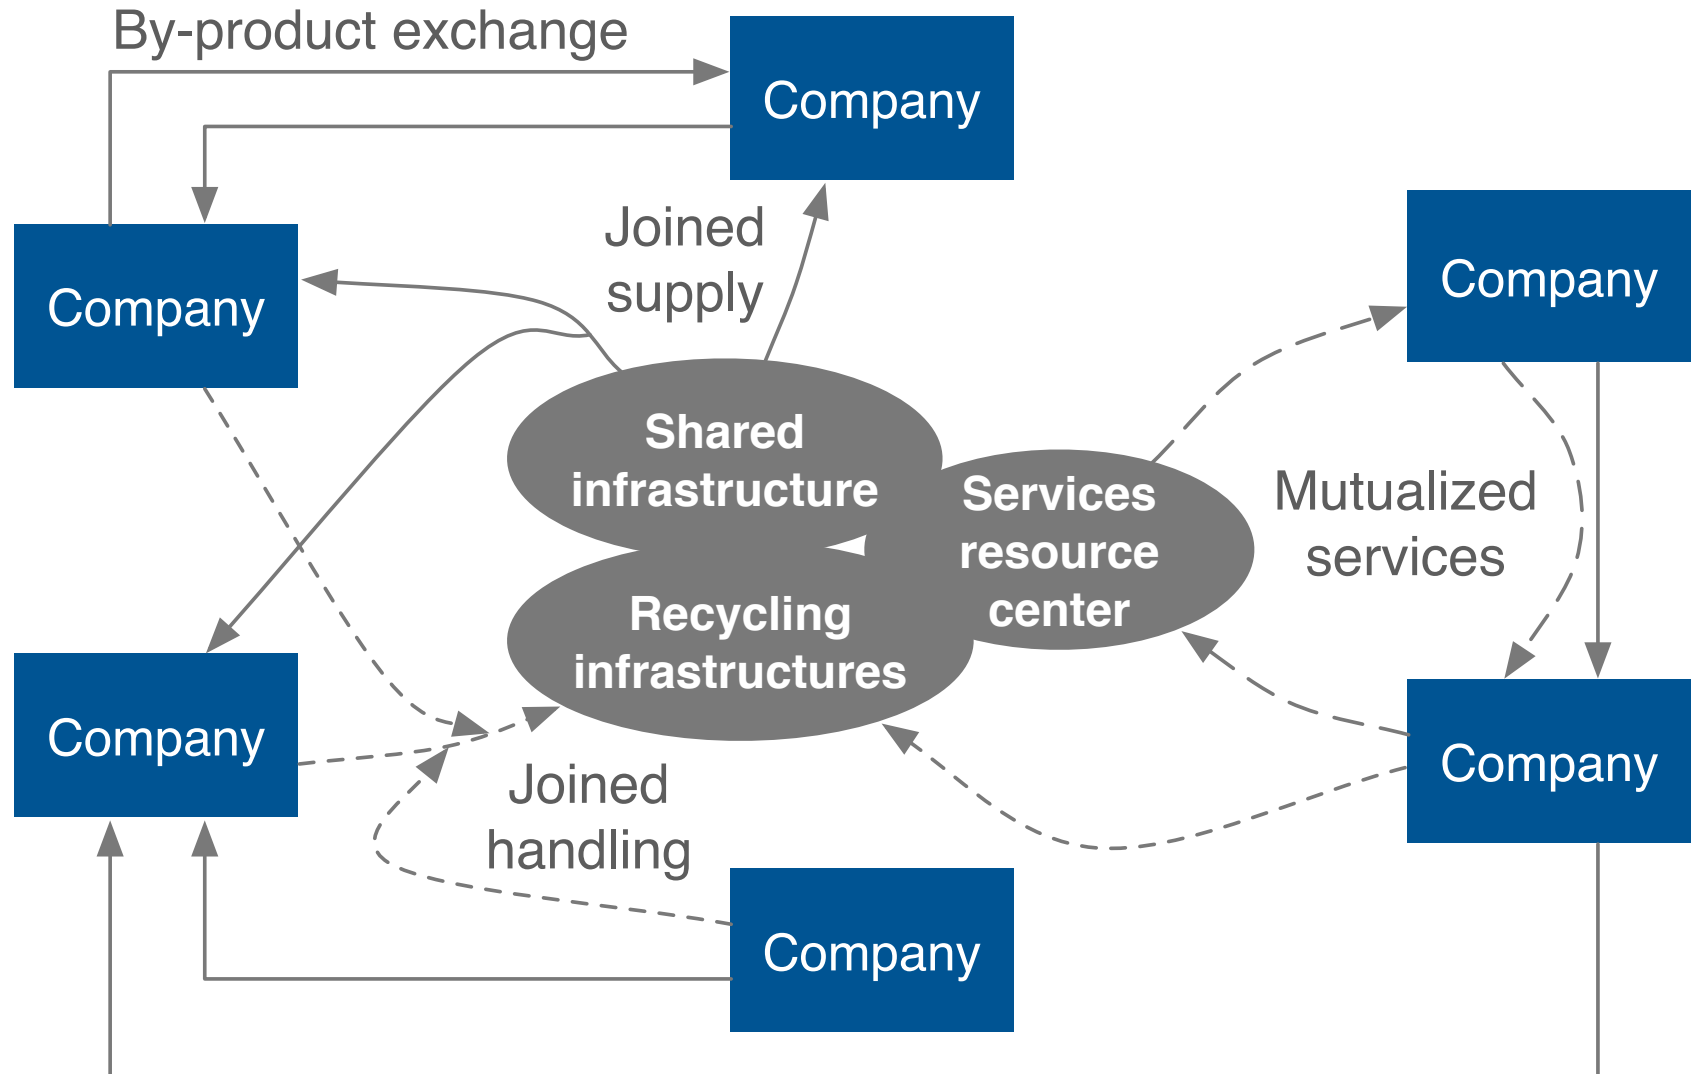 By-product exchange
Company
Joined
supply
Company
Company
Shared
infrastructure
Services
resource
center
Mutualized
services
Recycling
infrastructures
Company
Company
Joined
handling
Company